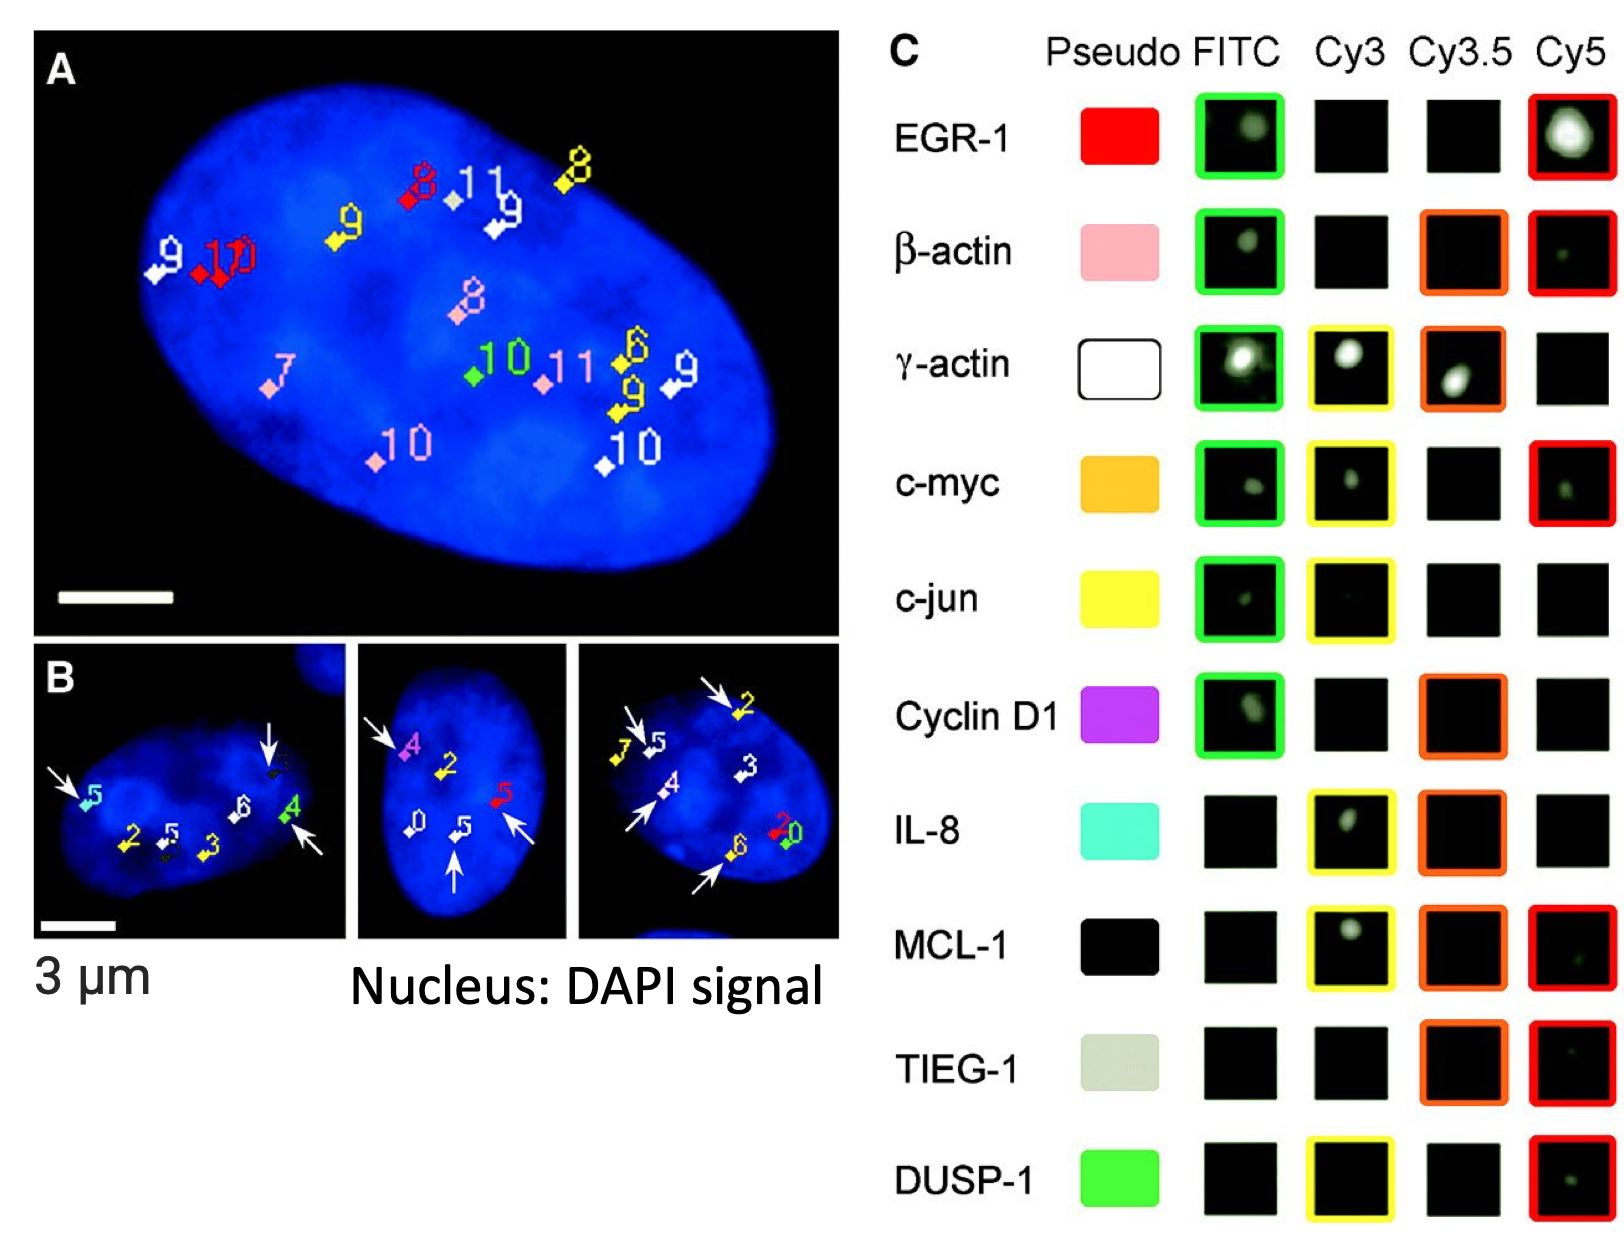 A
8
11
8
9
9
9
10
8
6
10
11
9
7
9
10
10
B
5
6
4
2
5
3
4
2
5
0
5
2
5
7
3
4
2
0
6
3 μm
Nucleus: DAPI signal
C
Pseudo FITC Cy3 Cy3.5 Cy5
EGR-1
β-actin
γ-actin
c-myc
c-jun
Cyclin D1
IL-8
MCL-1
TIEG-1
DUSP-1